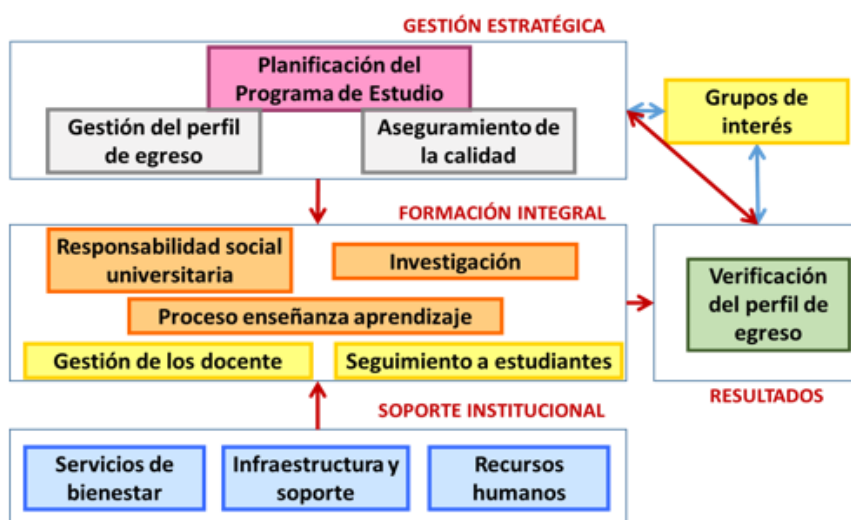 GESTIÓN ESTRATÉGICA
Planificación del
Programa de Estudio
Gestión del perfil
de egreso
Aseguramiento de
la calidad
Grupos de
interés
FORMACIÓN INTEGRAL
Responsabilidad social
universitaria
Investigación
Proceso enseñanza aprendizaje
Gestión de los docente
Seguimiento a estudiantes
Verificación
del perfil de
egreso
RESULTADOS
SOPORTE INSTITUCIONAL
Servicios de
bienestar
Infraestructura y
soporte
Recursos
humanos